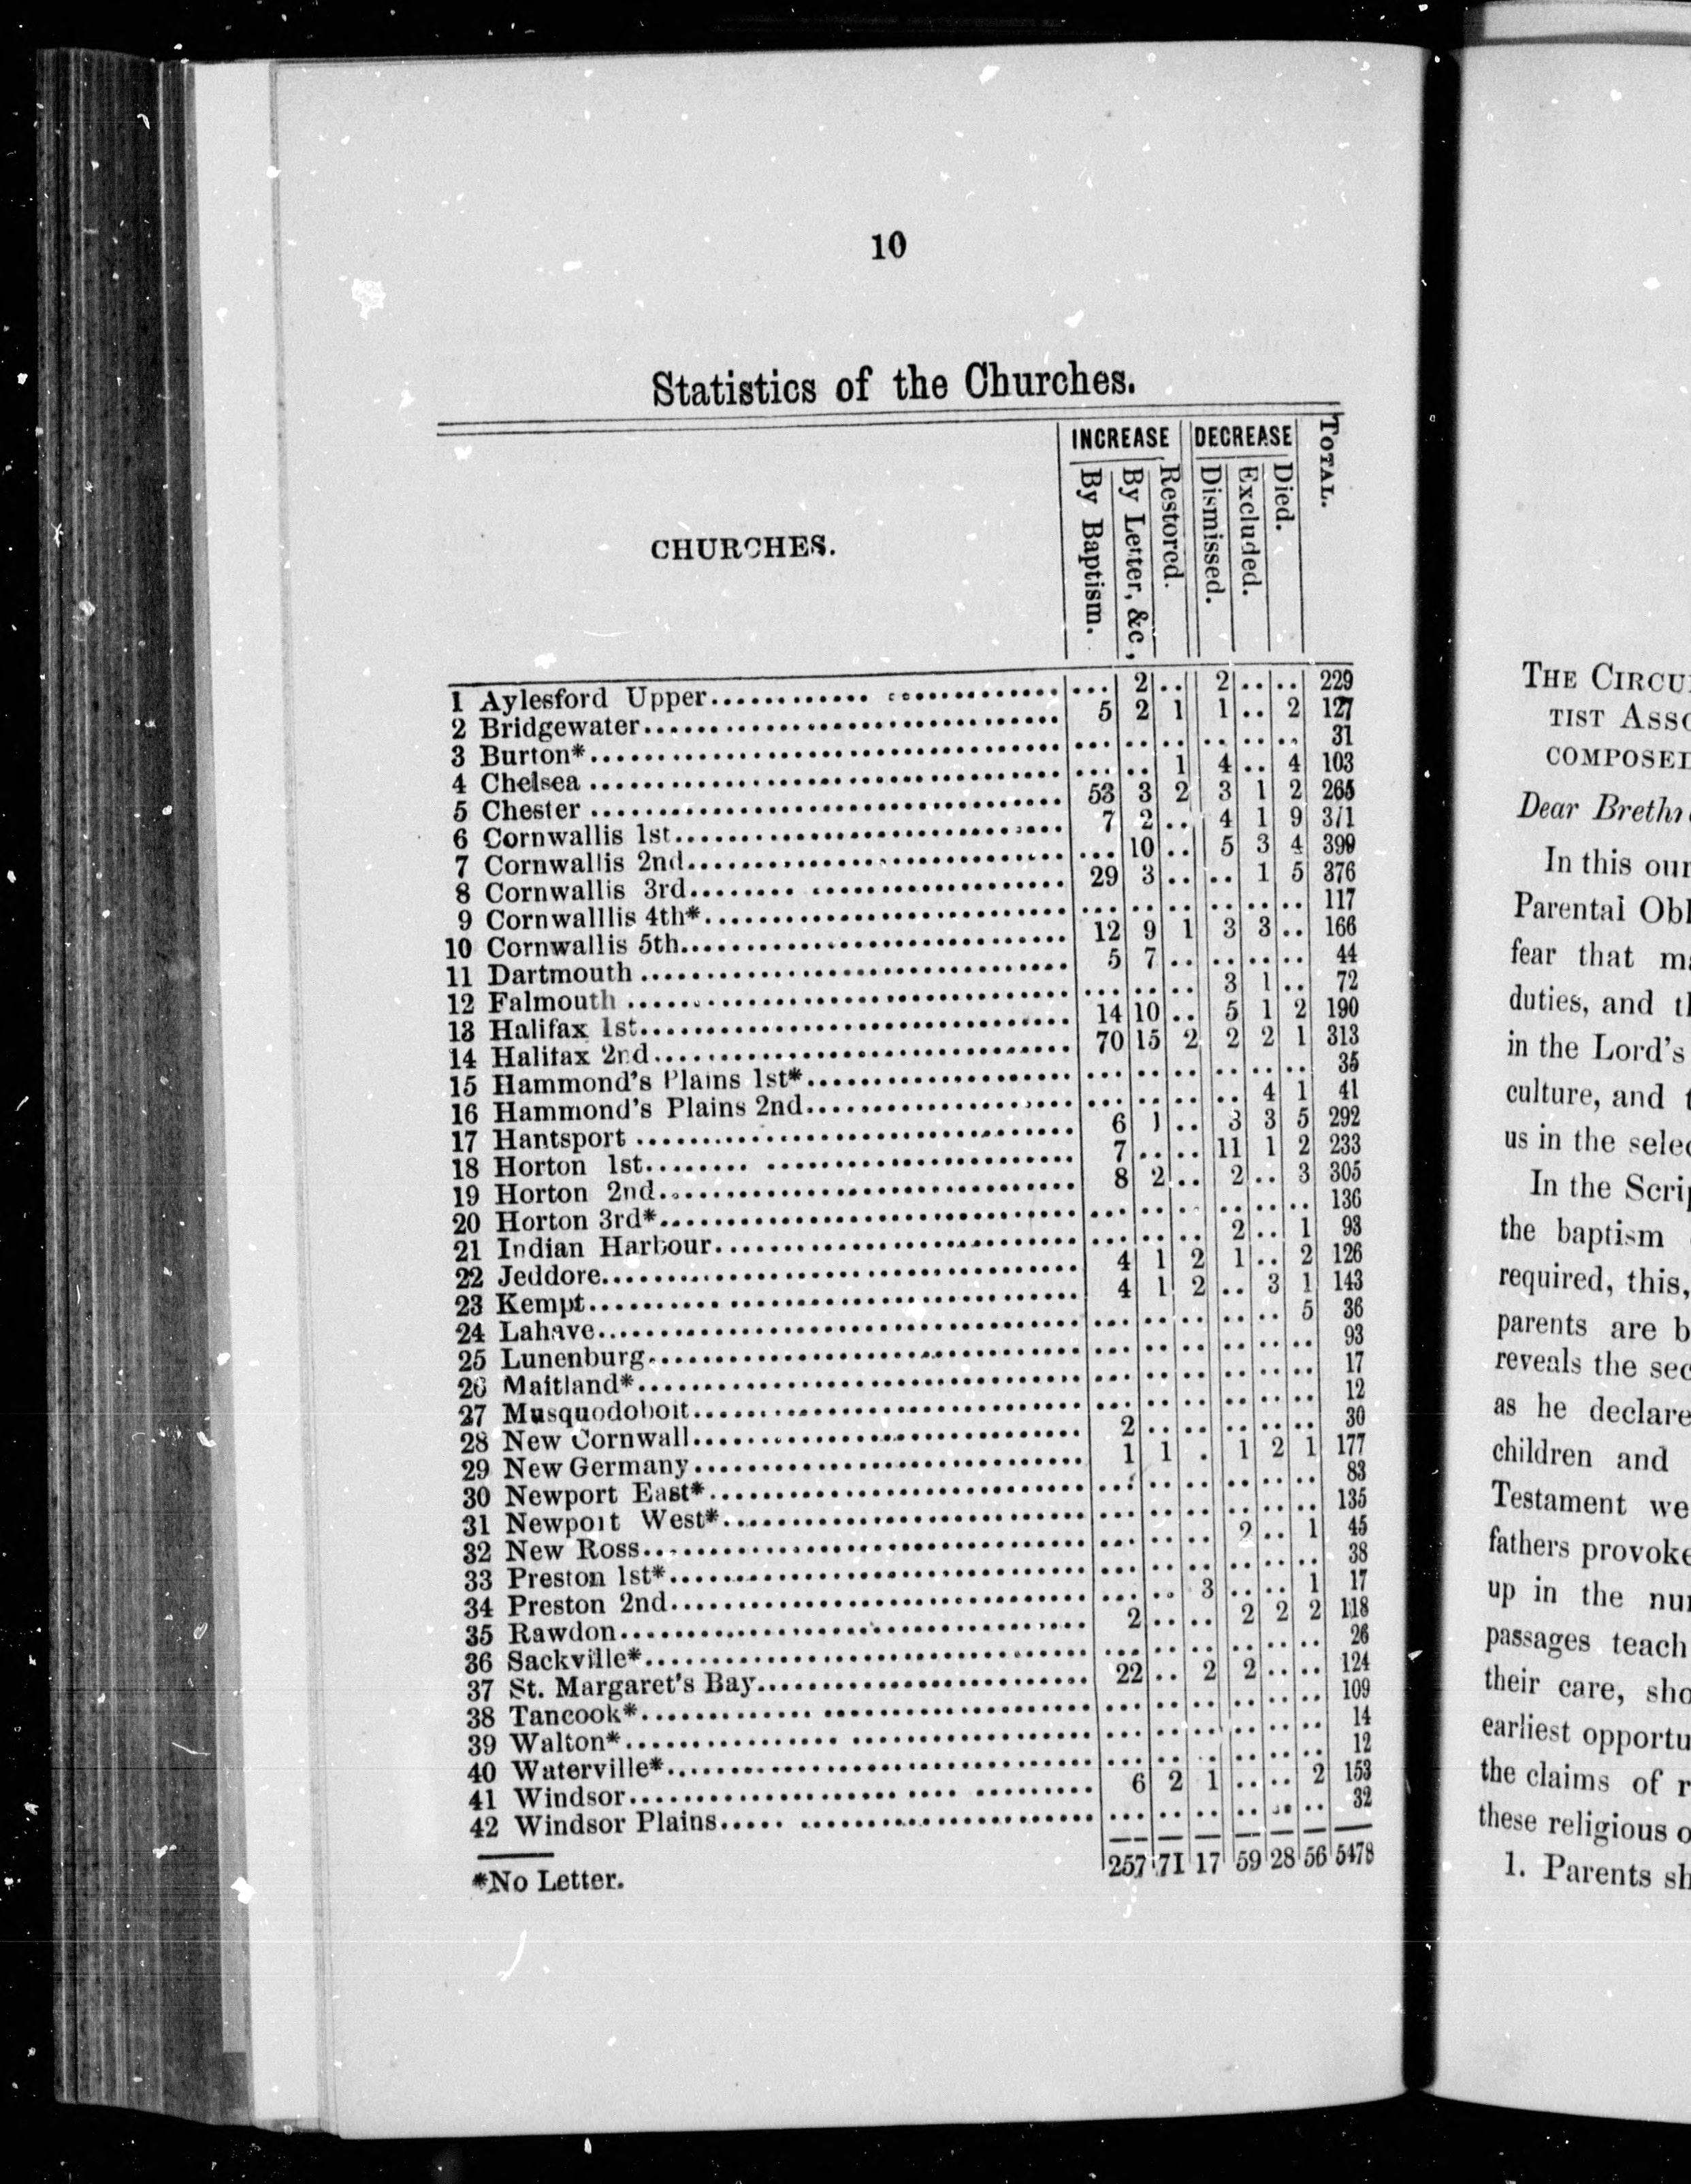 10
Statistics of the Churches.
CHURCHES.
INCREASE DECREASE TOTAL.
By Baptism. By Letter, &c, Restored. Dismissed. Excluded. Died.
1 Aylesford Upper........................... ... 2 .. 2 .. .. 229
2 Bridgewater........................... 5 2 1 1 .. 2 127
3 Burton*........................... ... .. .. .. .. .. 31
4 Chelsea ........................... ... .. 1 4 .. 4 103
5 Chester ........................... 53 3 2 3 1 2 265
6 Cornwallis 1st........................... 7 2 .. 4 1 9 371
7 Cornwallis 2nd........................... ... 10 .. 5 3 4 399
8 Cornwallis 3rd........................... 29 3 .. .. 1 5 376
9 Cornwalllis 4th*........................... ... .. .. .. .. .. 117
10 Cornwallis 5th........................... 12 9 1 3 3 .. 166
11 Dartmouth ........................... 5 7 .. .. .. .. 44
12 Falmouth ........................... ... .. .. 3 1 .. 72
13 Halifax 1st........................... 14 10 .. 5 1 2 190
14 Halifax 2nd........................... 70 15 2 2 2 1 313
15 Hammond's Plains 1st*........................... ... .. .. .. .. .. 35
16 Hammond's Plains 2nd........................... ... .. .. .. 4 1 41
17 Hantsport ........................... 6 1 .. 3 3 5 292
18 Horton 1st........................... 7 .. .. 11 1 2 233
19 Horton 2nd........................... 8 2 .. 2 .. 3 305
20 Horton 3rd*........................... ... .. .. .. .. .. 136
21 Indian Harbour........................... ... .. .. 2 .. 1 93
22 Jeddore........................... 4 1 2 1 .. 2 126
23 Kempt........................... 4 1 2 .. 3 1 143
24 Lahave........................... ... .. .. .. .. 5 36
25 Lunenburg........................... ... .. .. .. .. .. 93
26 Maitland*........................... ... .. .. .. .. .. 17
27 Musquodoboit........................... ... .. .. .. .. .. 12
28 New Cornwall........................... 2 .. .. .. .. .. 30
29 New Germany........................... 1 1 . 1 2 1 177
30 Newport East*........................... ... .. .. .. .. .. 83
31 Newport West*........................... ... .. .. .. .. .. 135
32 New Ross........................... ... .. .. 2 .. 1 45
33 Preston 1st*........................... ... .. .. .. .. .. 38
34 Preston 2nd........................... ... .. 3 .. .. 1 17
35 Rawdon........................... 2 .. .. 2 2 2 118
36 Sackville*........................... ... .. .. .. .. .. 26
37 St. Margaret's Bay........................... 22 .. 2 2 .. .. 124
38 Tancook*........................... ... .. .. .. .. .. 109
39 Walton*........................... ... .. .. .. .. .. 14
40 Waterville*........................... ... .. .. .. .. .. 12
41 Windsor........................... 6 2 1 .. .. 2 153
42 Windsor Plains........................... ... .. .. .. .. .. 32
257 71 17 59 28 56 5478
*No Letter.
THE
TIST
COMPOSED
Dear
In this our
Parental
fear that
duties, and
in the Lord's
culture, and
us in the
In the
the baptism
required, this,
parents are
reveals the
as he
children and
Testament we
fathers
up in the
passages teach
their care,
earliest
the claims of
these religious
1. Parents